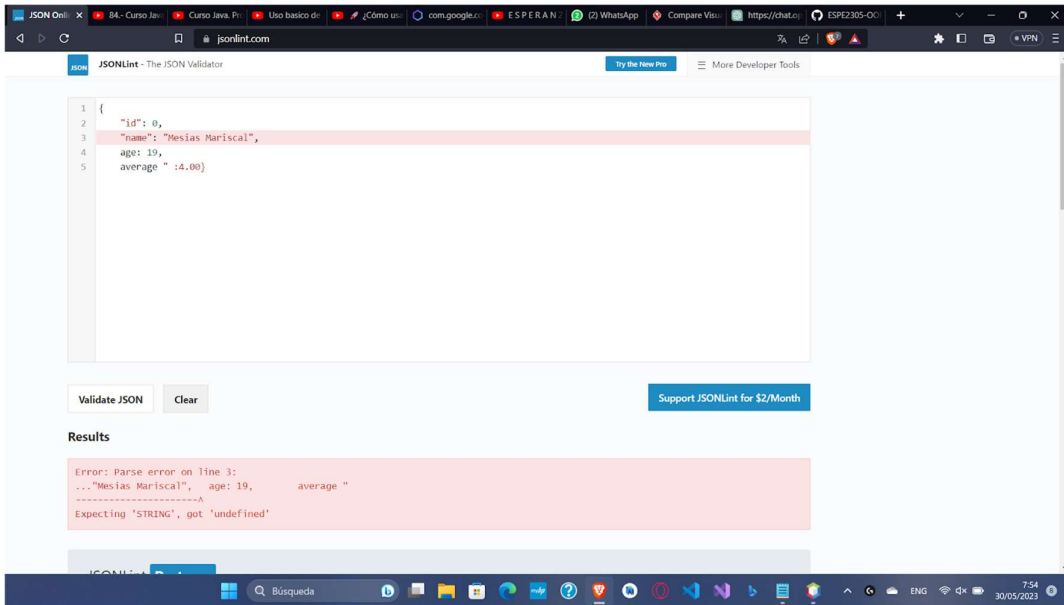 JSON Onli
84.- Curso Java
Curso Java. Pr
Uso basico de
¿Cómo usa
com.google.co
E S P E R A N Z
(2) WhatsApp
Compare Visu
https://chat.op
ESPE2305-OO
jsonlint.com
VPN
JSON
JSONLint - The JSON Validator
Try the New Pro
More Developer Tools
1 {
2 "id": 0,
3 "name": "Mesias Mariscal",
4 age: 19,
5 average " :4.00}
Validate JSON
Clear
Support JSONLint for $2/Month
Results
Error: Parse error on line 3:
..."Mesias Mariscal", age: 19, average "
----------------------^
Expecting 'STRING', got 'undefined'
Búsqueda
ENG
7:54
30/05/2023